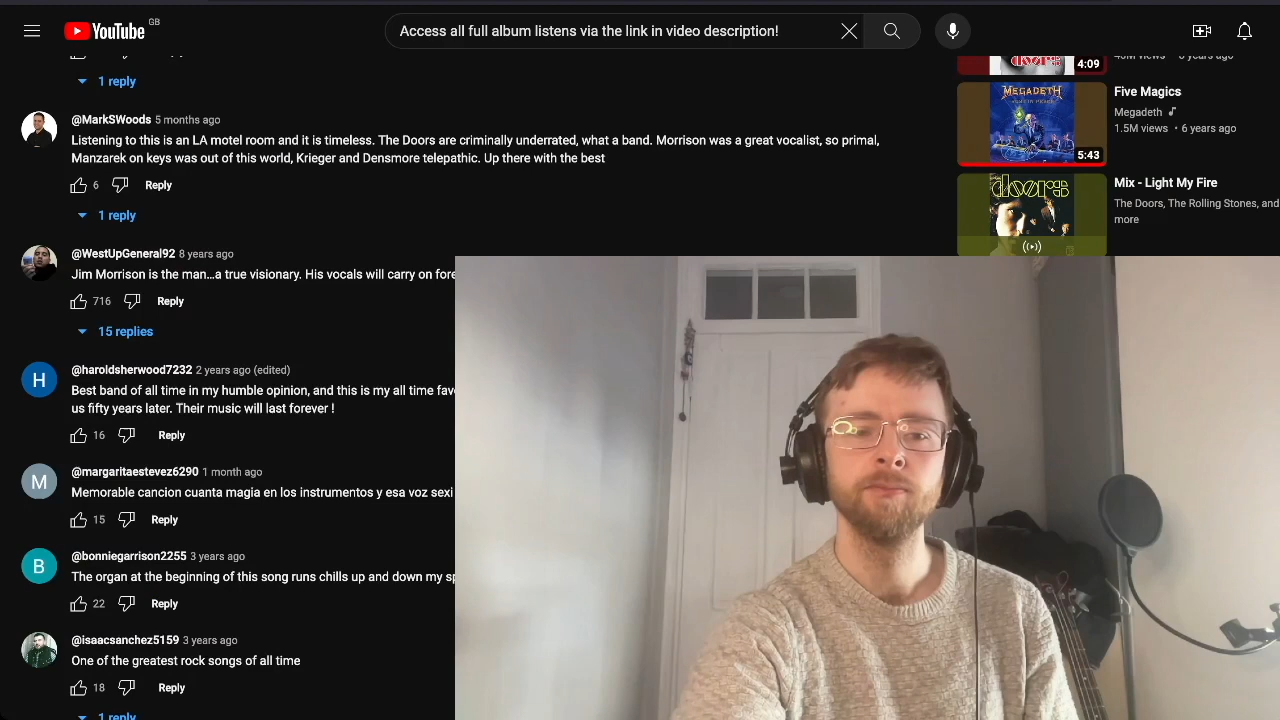 YouTube GB
Access all full album listens via the link in video description!
1 reply
@MarkSWoods 5 months ago
Listening to this is an LA motel room and it is timeless. The Doors are criminally underrated, what a band. Morrison was a great vocalist, so primal,
Manzarek on keys was out of this world, Krieger and Densmore telepathic. Up there with the best
6 Reply
1 reply
@WestUpGeneral92 8 years ago
Jim Morrison is the man...a true visionary. His vocals will carry on
716 Reply
15 replies
@haroldsherwood7232 2 years ago (edited)
Best band of all time in my humble opinion, and this is my all time
us fifty years later. Their music will last forever !
16 Reply
@margaritaestevez6290 1 month ago
Memorable cancion cuanta magia en los instrumentos y esa voz sexi
15 Reply
@bonniegarrison2255 3 years ago
The organ at the beginning of this song runs chills up and down my
22 Reply
@isaacsanchez5159 3 years ago
One of the greatest rock songs of all time
18 Reply
1 reply
4:09
MEGADETH
5:43
Five Magics
Megadeth
1.5M views • 6 years ago
doors
Mix - Light My Fire
The Doors, The Rolling Stones, and
more